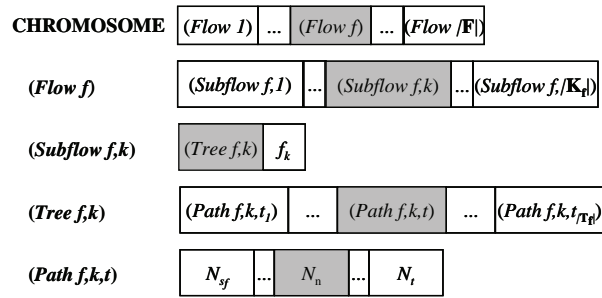 CHROMOSOME (Flow 1) ... (Flow f) ... (Flow |𝔽|)
(Flow f) (Subflow f,1) ... (Subflow f,k) ... (Subflow f,|𝕂f|)
(Subflow f,k) (Tree f,k) fk
(Tree f,k) (Path f,k,t1) ... (Path f,k,t) ... (Path f,k,t|Tf|)
(Path f,k,t) Nsf ... Nn ... Nt